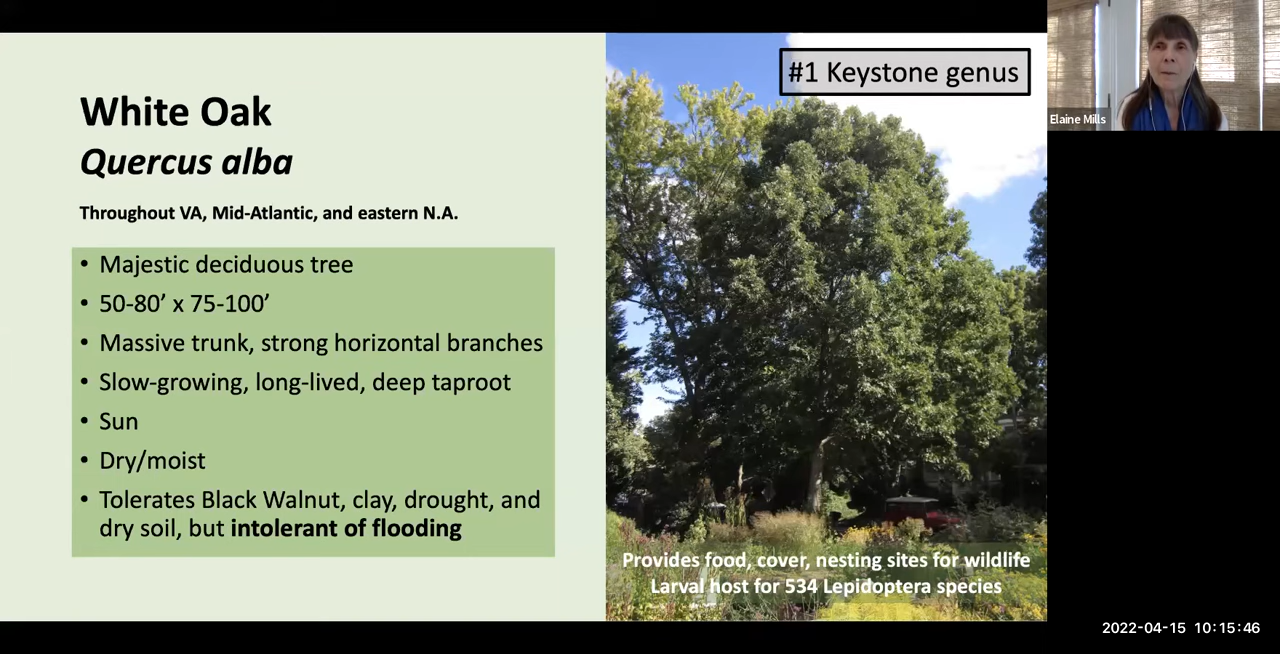 White Oak
Quercus alba
Throughout VA, Mid-Atlantic, and eastern N.A.
• Majestic deciduous tree
• 50-80’ x 75-100’
• Massive trunk, strong horizontal branches
• Slow-growing, long-lived, deep taproot
• Sun
• Dry/moist
• Tolerates Black Walnut, clay, drought, and
dry soil, but intolerant of flooding
#1 Keystone genus
Provides food, cover, nesting sites for wildlife
Larval host for 534 Lepidoptera species
Elaine Mills
2022-04-15 10:15:46